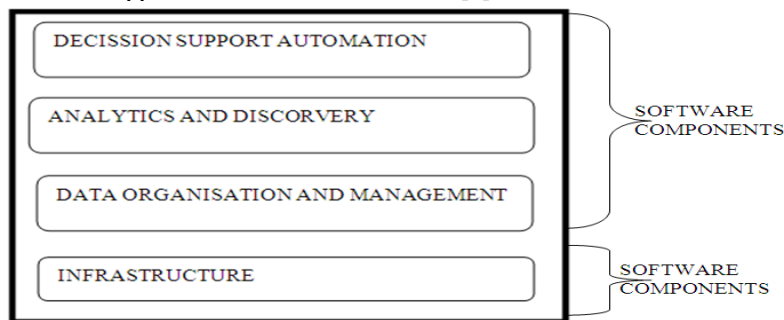 DECISSION SUPPORT AUTOMATION
ANALYTICS AND DISCORVERY
SOFTWARE
COMPONENTS
DATA ORGANISATION AND MANAGEMENT
INFRASTRUCTURE
SOFTWARE
COMPONENTS